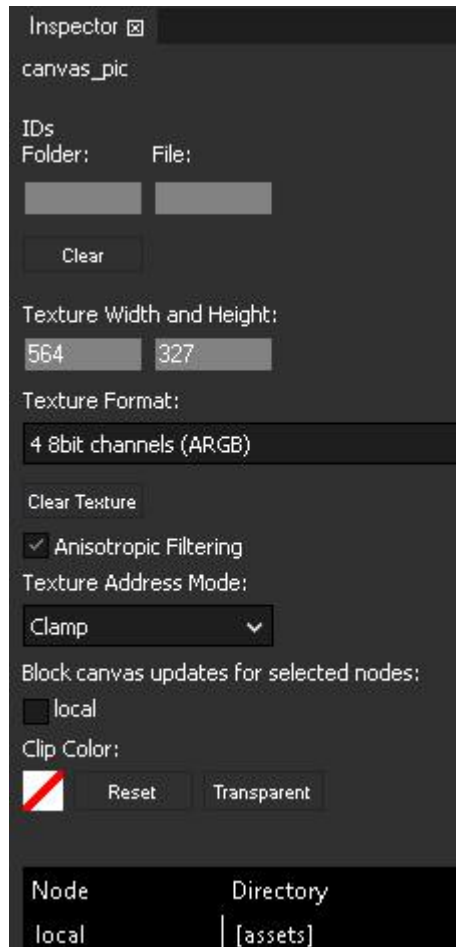 Inspector
canvas_pic
IDs
Folder: File:
Clear
Texture Width and Height:
564 327
Texture Format:
4 8bit channels (ARGB)
Clear Texture
Anisotropic Filtering
Texture Address Mode:
Clamp
Block canvas updates for selected nodes:
local
Clip Color:
Reset Transparent
Node Directory
local [assets]